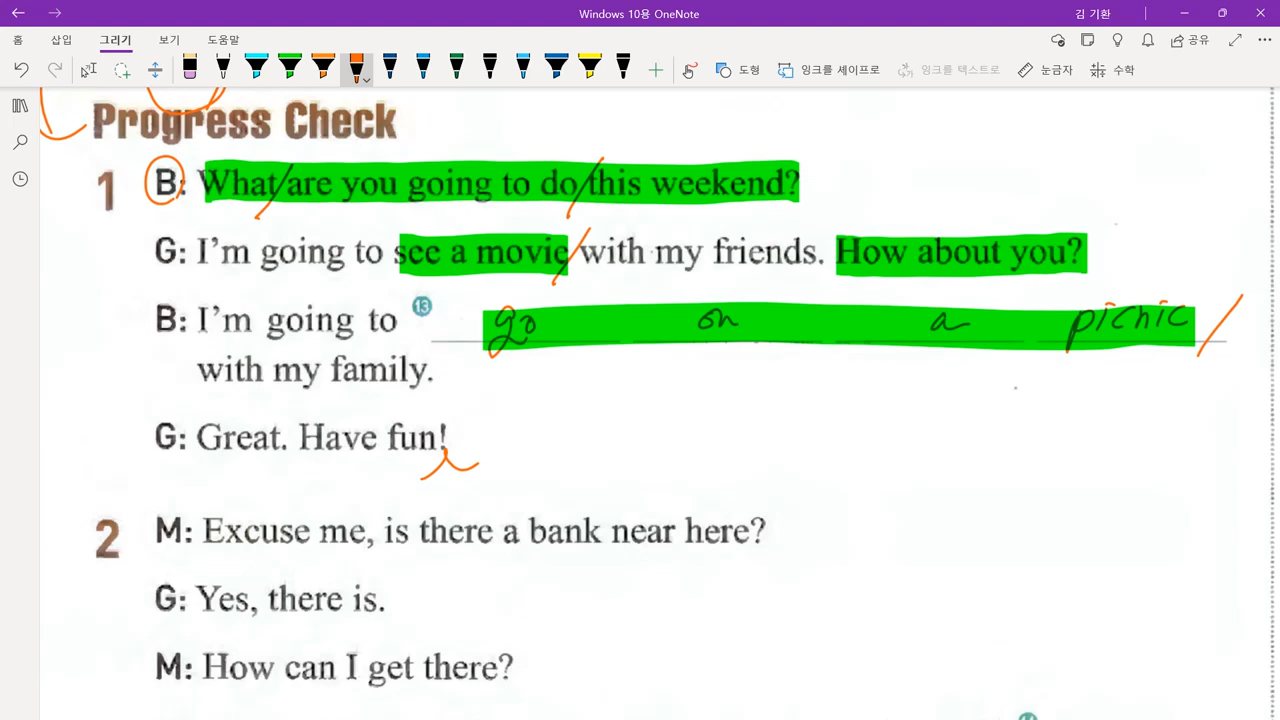 Windows 10용 OneNote
김 기환
홈 삽입 그리기 보기 도움말
공유
도형 잉크를 셰이프로 잉크를 텍스트로 눈금자 수학
Progress Check
1 B: What are you going to do this weekend?
G: I'm going to see a movie with my friends. How about you?
B: I'm going to 13 go on a picnic
with my family.
G: Great. Have fun!
2 M: Excuse me, is there a bank near here?
G: Yes, there is.
M: How can I get there?